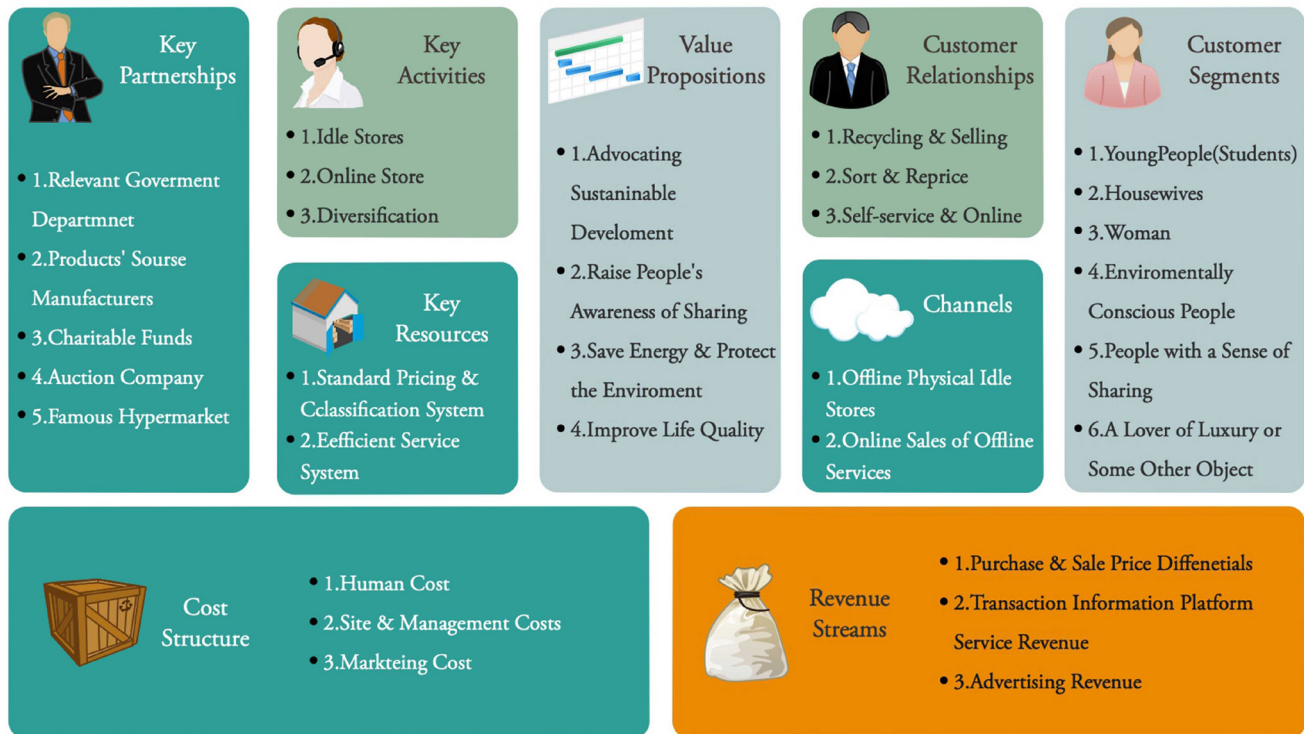 Key
Partnerships
• 1.Relevant Goverment
Departmnet
• 2.Products' Sourse
Manufacturers
• 3.Charitable Funds
• 4.Auction Company
• 5.Famous Hypermarket
Key
Activities
• 1.Idle Stores
• 2.Online Store
• 3.Diversification
Key
Resources
• 1.Standard Pricing &
Cclassification System
• 2.Eefficient Service
System
Value
Propositions
• 1.Advocating
Sustaninable
Develoment
• 2.Raise People's
Awareness of Sharing
• 3.Save Energy & Protect
the Enviroment
• 4.Improve Life Quality
Customer
Relationships
• 1.Recycling & Selling
• 2.Sort & Reprice
• 3.Self-service & Online
Channels
• 1.Offline Physical Idle
Stores
• 2.Online Sales of Offline
Services
Customer
Segments
• 1.YoungPeople(Students)
• 2.Housewives
• 3.Woman
• 4.Enviromentally
Conscious People
• 5.People with a Sense of
Sharing
• 6.A Lover of Luxury or
Some Other Object
Cost
Structure
• 1.Human Cost
• 2.Site & Management Costs
• 3.Markteing Cost
Revenue
Streams
• 1.Purchase & Sale Price Diffenetials
• 2.Transaction Information Platform
Service Revenue
• 3.Advertising Revenue